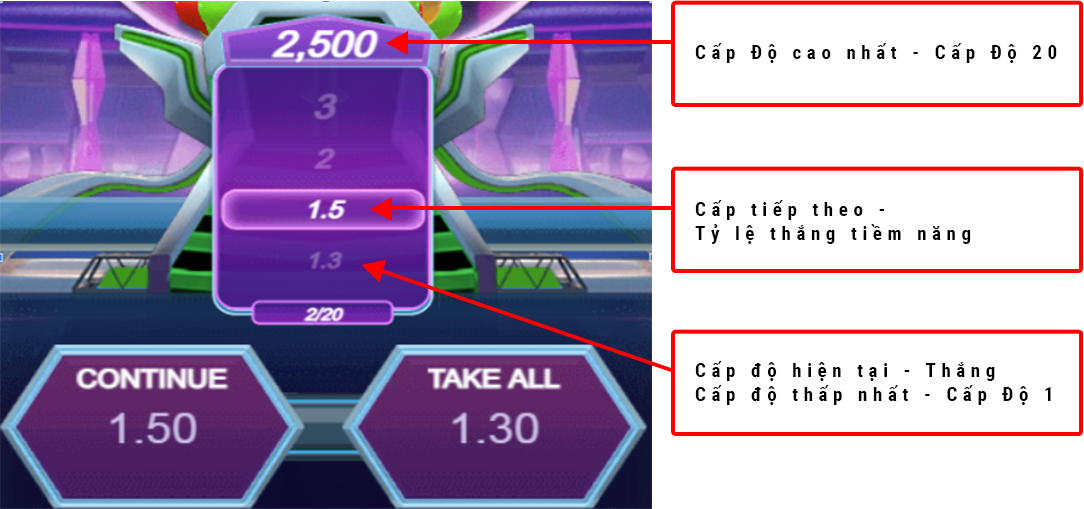 2,500
3
2
1.5
1.3
2/20
CONTINUE
1.50
TAKE ALL
1.30
Cấp Độ cao nhất - Cấp Độ 20
Cấp tiếp theo -
Tỷ lệ thắng tiềm năng
Cấp độ hiện tại - Thắng
Cấp độ thấp nhất - Cấp Độ 1